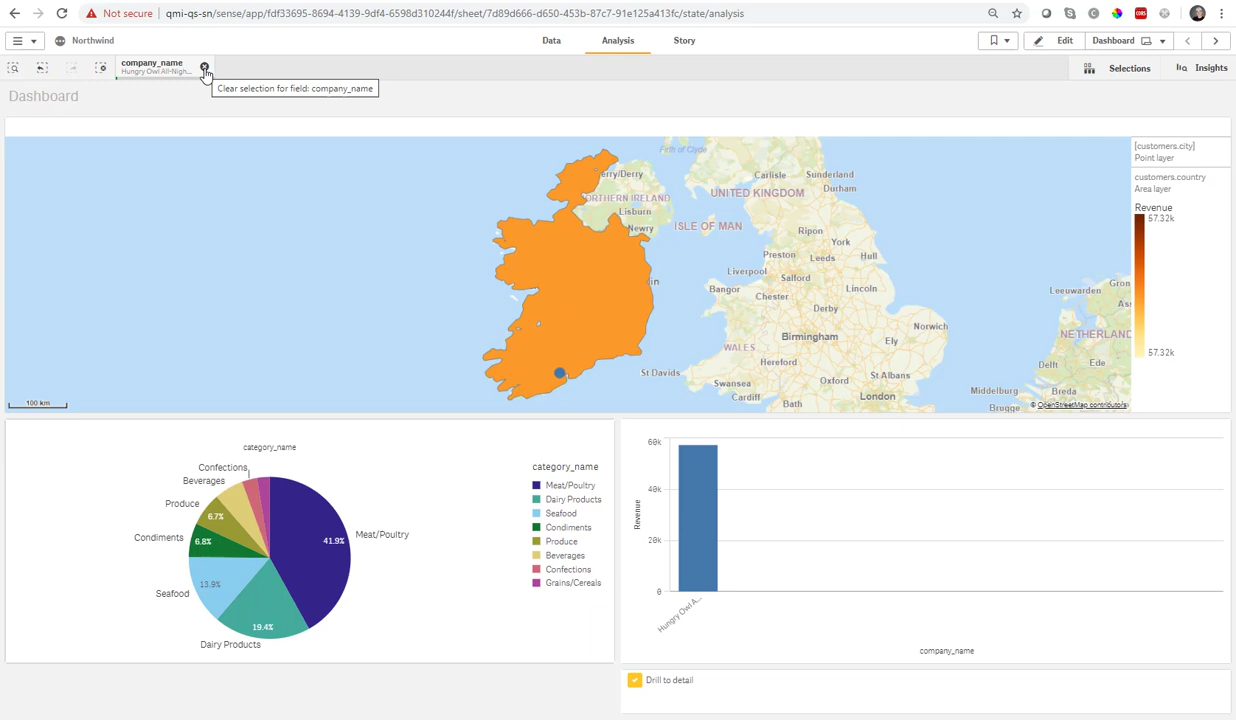 Not secure | qmi-qs-sn/sense/app/fdf33695-8694-4139-9df4-6598d310244f/sheet/7d89d666-d650-453b-87c7-91e125a413fc/state/analysis
CORS
Northwind
Data
Analysis
Story
Edit
Dashboard
company_name
Hungry Owl All-Nigh...
Selections
Insights
Clear selection for field: company_name
Dashboard
Firth of Clyde
erry/Derry
ORTHERN IRELAND
Lisburn
Newry
ISLE OF MAN
UNITED KINGDOM
Carlisle
Sunderland
Durham
Ripon
York
Preston
Leeds
Hull
Liverpool
Salford
Bangor
Chester
Lincoln
in
Derby
Norwich
Birmingham
Ely
WALES
Hereford
St Davids
Swansea
Oxford
St Albans
Cardiff
Bath
London
Leeuwarden
Gron
Ass
NETHERLAND
Delft
Ede
Middelburg
Breda
Brugge
100 km
© OpenStreetMap contributors
[customers.city]
Point layer
customers.country
Area layer
Revenue
57.32k
57.32k
category_name
Confections
Beverages
Produce
6.7%
Condiments
6.8%
Seafood
13.9%
Dairy Products
19.4%
Meat/Poultry
41.9%
category_name
Meat/Poultry
Dairy Products
Seafood
Condiments
Produce
Beverages
Confections
Grains/Cereals
60k
40k
20k
0
Revenue
Hungry Owl A...
company_name
Drill to detail